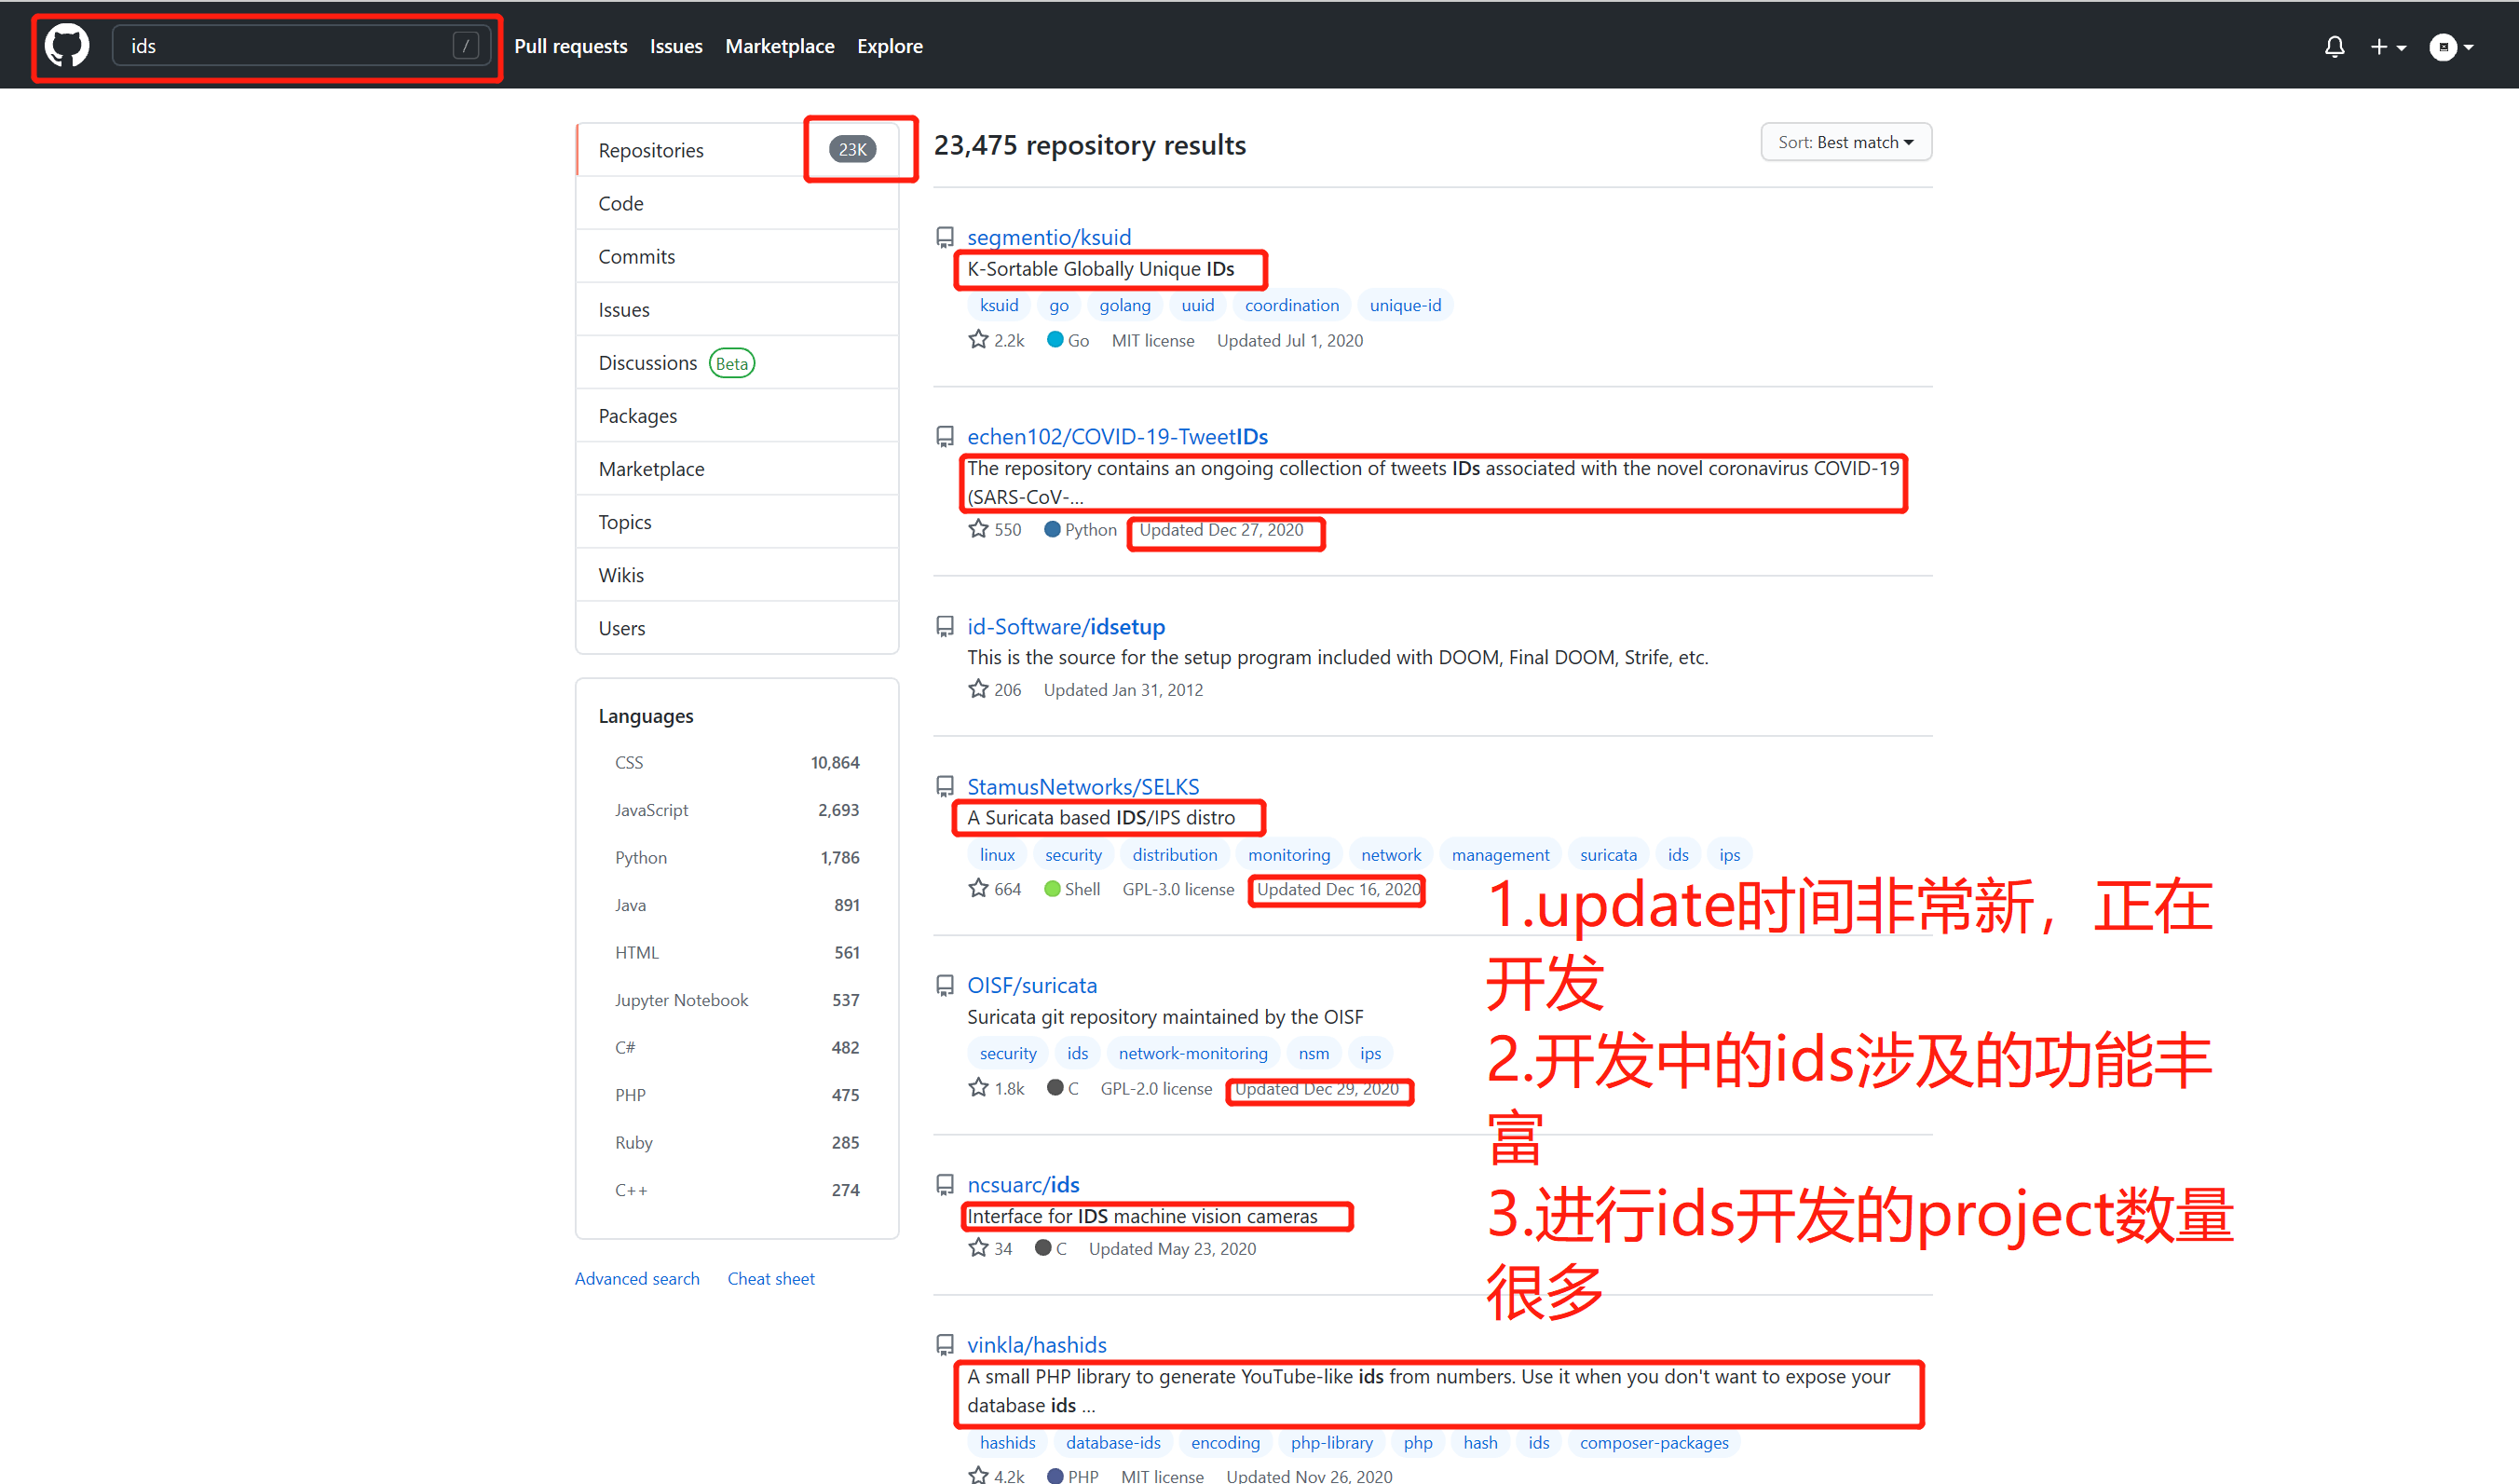 ids
/
Pull requests
Issues
Marketplace
Explore
Repositories
23K
Code
Commits
Issues
Discussions Beta
Packages
Marketplace
Topics
Wikis
Users
Languages
CSS 10,864
JavaScript 2,693
Python 1,786
Java 891
HTML 561
Jupyter Notebook 537
C# 482
PHP 475
Ruby 285
C++ 274
Advanced search Cheat sheet
23,475 repository results
Sort: Best match
segmentio/ksuid
K-Sortable Globally Unique IDs
ksuid go golang uuid coordination unique-id
2.2k Go MIT license Updated Jul 1, 2020
echen102/COVID-19-TweetIDs
The repository contains an ongoing collection of tweets IDs associated with the novel coronavirus COVID-19
(SARS-CoV-...
550 Python Updated Dec 27, 2020
id-Software/idsetup
This is the source for the setup program included with DOOM, Final DOOM, Strife, etc.
206 Updated Jan 31, 2012
StamusNetworks/SELKS
A Suricata based IDS/IPS distro
linux security distribution monitoring network management suricata ids ips
664 Shell GPL-3.0 license Updated Dec 16, 2020
OISF/suricata
Suricata git repository maintained by the OISF
security ids network-monitoring nsm ips
1.8k C GPL-2.0 license Updated Dec 29, 2020
ncsuarc/ids
Interface for IDS machine vision cameras
34 C Updated May 23, 2020
vinkla/hashids
A small PHP library to generate YouTube-like ids from numbers. Use it when you don't want to expose your
database ids ...
hashids database-ids encoding php-library php hash ids composer-packages
4.2k PHP MIT license Updated Nov 26, 2020
1.update时间非常新，正在
开发
2.开发中的ids涉及的功能丰
富
3.进行ids开发的project数量
很多